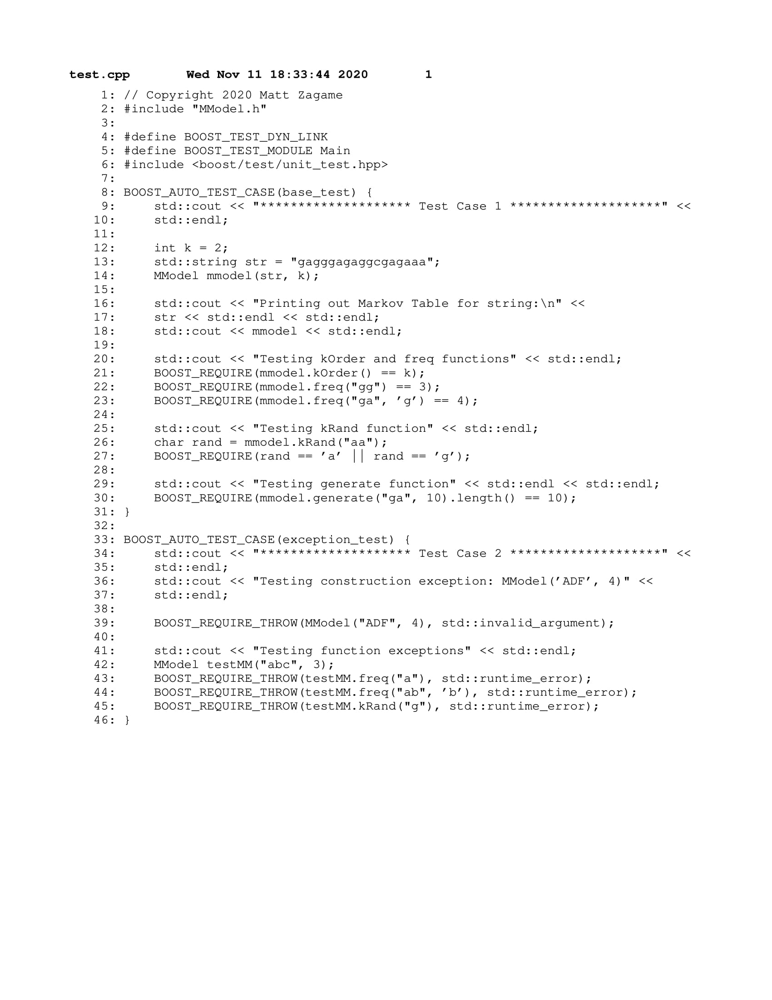 test.cpp Wed Nov 11 18:33:44 2020 1
1: // Copyright 2020 Matt Zagame
2: #include "MModel.h"
3:
4: #define BOOST_TEST_DYN_LINK
5: #define BOOST_TEST_MODULE Main
6: #include <boost/test/unit_test.hpp>
7:
8: BOOST_AUTO_TEST_CASE(base_test) {
9:     std::cout << "******************** Test Case 1 ********************" <<
10:     std::endl;
11:
12:     int k = 2;
13:     std::string str = "gagggagaggcgagaaa";
14:     MModel mmodel(str, k);
15:
16:     std::cout << "Printing out Markov Table for string:\n" <<
17:     str << std::endl << std::endl;
18:     std::cout << mmodel << std::endl;
19:
20:     std::cout << "Testing kOrder and freq functions" << std::endl;
21:     BOOST_REQUIRE(mmodel.kOrder() == k);
22:     BOOST_REQUIRE(mmodel.freq("gg") == 3);
23:     BOOST_REQUIRE(mmodel.freq("ga", ’g’) == 4);
24:
25:     std::cout << "Testing kRand function" << std::endl;
26:     char rand = mmodel.kRand("aa");
27:     BOOST_REQUIRE(rand == ’a’ || rand == ’g’);
28:
29:     std::cout << "Testing generate function" << std::endl << std::endl;
30:     BOOST_REQUIRE(mmodel.generate("ga", 10).length() == 10);
31: }
32:
33: BOOST_AUTO_TEST_CASE(exception_test) {
34:     std::cout << "******************** Test Case 2 ********************" <<
35:     std::endl;
36:     std::cout << "Testing construction exception: MModel(’ADF’, 4)" <<
37:     std::endl;
38:
39:     BOOST_REQUIRE_THROW(MModel("ADF", 4), std::invalid_argument);
40:
41:     std::cout << "Testing function exceptions" << std::endl;
42:     MModel testMM("abc", 3);
43:     BOOST_REQUIRE_THROW(testMM.freq("a"), std::runtime_error);
44:     BOOST_REQUIRE_THROW(testMM.freq("ab", ’b’), std::runtime_error);
45:     BOOST_REQUIRE_THROW(testMM.kRand("g"), std::runtime_error);
46: }